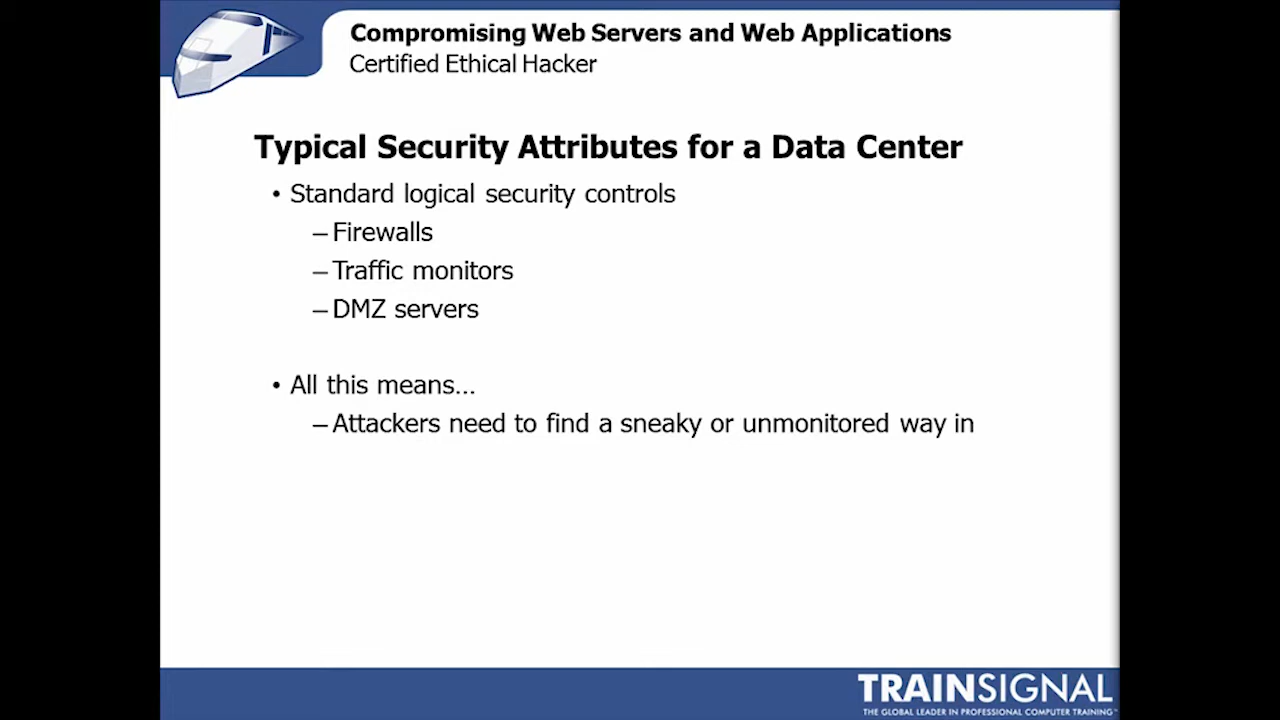 Compromising Web Servers and Web Applications
Certified Ethical Hacker
Typical Security Attributes for a Data Center
• Standard logical security controls
– Firewalls
– Traffic monitors
– DMZ servers
• All this means...
– Attackers need to find a sneaky or unmonitored way in
TRAINSIGNAL
THE GLOBAL LEADER IN PROFESSIONAL COMPUTER TRAINING